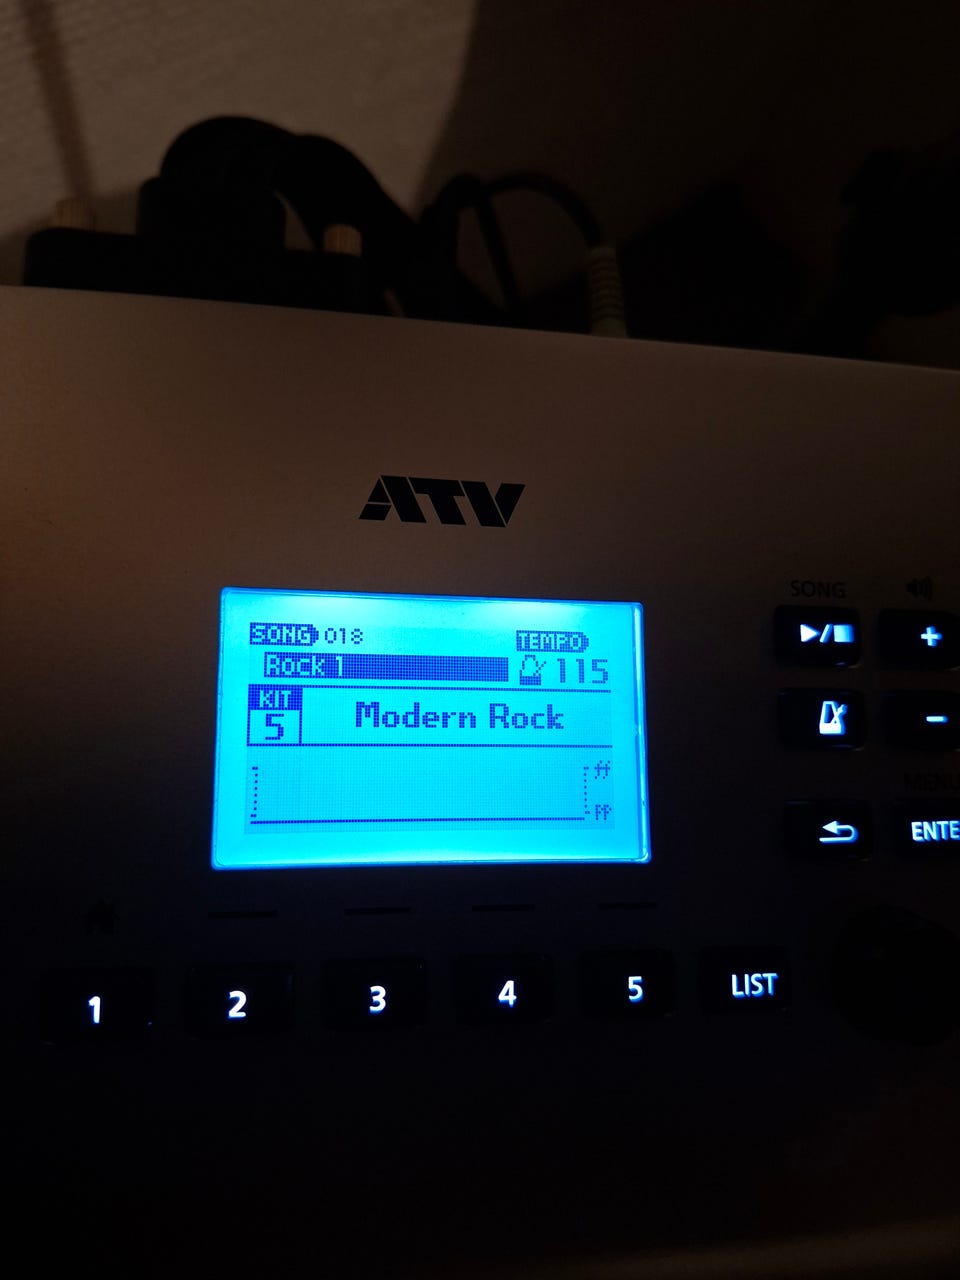 ATV
SONG
SONG 018
TEMPO
Rock 1
115
KIT
5
Modern Rock
ff
pp
+
-
MENU
ENTE
1
2
3
4
5
LIST